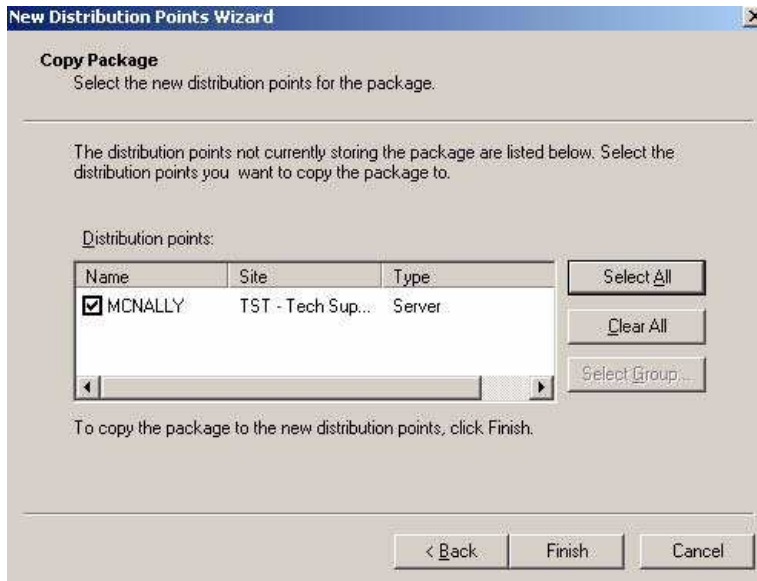 New Distribution Points Wizard
Copy Package
Select the new distribution points for the package.
The distribution points not currently storing the package are listed below. Select the
distribution points you want to copy the package to.
Distribution points:
Name Site Type
MCNALLY TST - Tech Sup... Server
Select All
Clear All
Select Group...
To copy the package to the new distribution points, click Finish.
< Back Finish Cancel